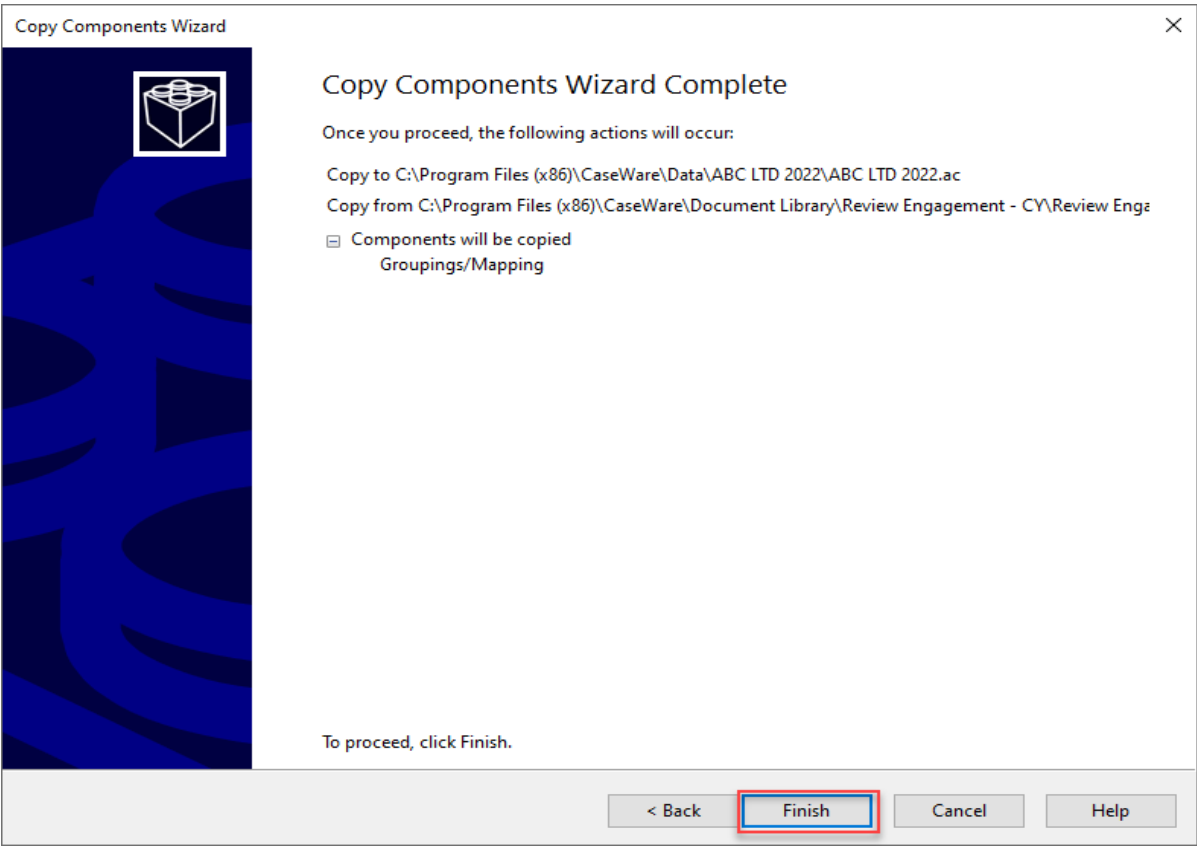 Copy Components Wizard
Copy Components Wizard Complete
Once you proceed, the following actions will occur:
Copy to C:\Program Files (x86)\CaseWare\Data\ABC LTD 2022\ABC LTD 2022.ac
Copy from C:\Program Files (x86)\CaseWare\Document Library\Review Engagement - CY\Review Enga
Components will be copied
Groupings/Mapping
To proceed, click Finish.
< Back Finish Cancel Help